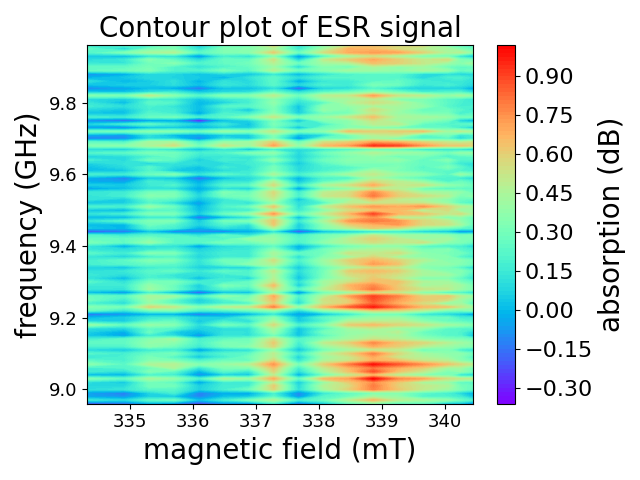 Contour plot of ESR signal
frequency (GHz)
9.8
9.6
9.4
9.2
9.0
335 336 337 338 339 340
magnetic field (mT)
0.90
0.75
0.60
0.45
0.30
0.15
0.00
−0.15
−0.30
absorption (dB)